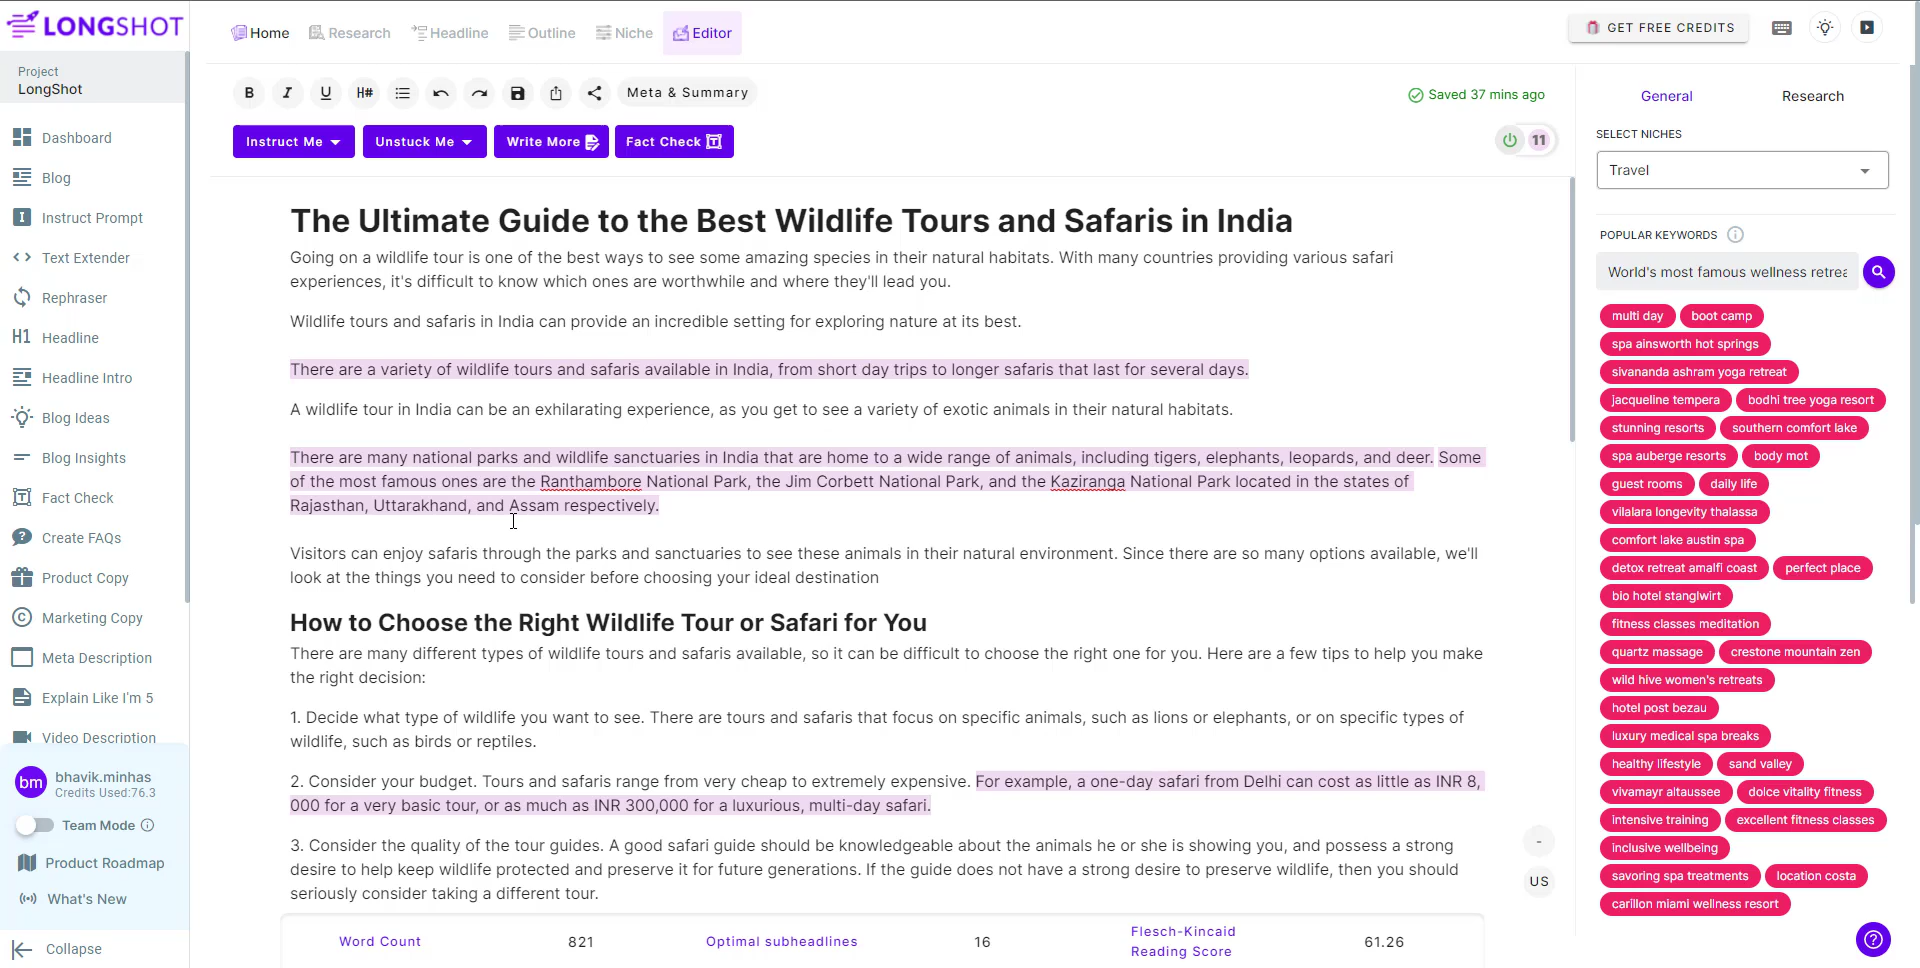 LONGSHOT
Project
LongShot
Dashboard
Blog
Instruct Prompt
Text Extender
Rephraser
H1 Headline
Headline Intro
Blog Ideas
Blog Insights
Fact Check
Create FAQs
Product Copy
Marketing Copy
Meta Description
Explain Like I'm 5
Video Description
bm
bhavik.minhas
Credits Used:76.3
Team Mode
Product Roadmap
What's New
Collapse
Home Research Headline Outline Niche Editor
GET FREE CREDITS
B I U H# Meta & Summary
Saved 37 mins ago
Instruct Me Unstuck Me Write More Fact Check
11
The Ultimate Guide to the Best Wildlife Tours and Safaris in India
Going on a wildlife tour is one of the best ways to see some amazing species in their natural habitats. With many countries providing various safari
experiences, it's difficult to know which ones are worthwhile and where they'll lead you.
Wildlife tours and safaris in India can provide an incredible setting for exploring nature at its best.
There are a variety of wildlife tours and safaris available in India, from short day trips to longer safaris that last for several days.
A wildlife tour in India can be an exhilarating experience, as you get to see a variety of exotic animals in their natural habitats.
There are many national parks and wildlife sanctuaries in India that are home to a wide range of animals, including tigers, elephants, leopards, and deer. Some
of the most famous ones are the Ranthambore National Park, the Jim Corbett National Park, and the Kaziranga National Park located in the states of
Rajasthan, Uttarakhand, and Assam respectively.
Visitors can enjoy safaris through the parks and sanctuaries to see these animals in their natural environment. Since there are so many options available, we'll
look at the things you need to consider before choosing your ideal destination
How to Choose the Right Wildlife Tour or Safari for You
There are many different types of wildlife tours and safaris available, so it can be difficult to choose the right one for you. Here are a few tips to help you make
the right decision:
1. Decide what type of wildlife you want to see. There are tours and safaris that focus on specific animals, such as lions or elephants, or on specific types of
wildlife, such as birds or reptiles.
2. Consider your budget. Tours and safaris range from very cheap to extremely expensive. For example, a one-day safari from Delhi can cost as little as INR 8,
000 for a very basic tour, or as much as INR 300,000 for a luxurious, multi-day safari.
3. Consider the quality of the tour guides. A good safari guide should be knowledgeable about the animals he or she is showing you, and possess a strong
desire to help keep wildlife protected and preserve it for future generations. If the guide does not have a strong desire to preserve wildlife, then you should
seriously consider taking a different tour.
-
US
Word Count 821 Optimal subheadlines 16 Flesch-Kincaid
Reading Score 61.26
General Research
SELECT NICHES
Travel
POPULAR KEYWORDS
World's most famous wellness retrea
multi day boot camp
spa ainsworth hot springs
sivananda ashram yoga retreat
jacqueline tempera bodhi tree yoga resort
stunning resorts southern comfort lake
spa auberge resorts body mot
guest rooms daily life
vilalara longevity thalassa
comfort lake austin spa
detox retreat amalfi coast perfect place
bio hotel stanglwirt
fitness classes meditation
quartz massage crestone mountain zen
wild hive women's retreats
hotel post bezau
luxury medical spa breaks
healthy lifestyle sand valley
vivamayr altaussee dolce vitality fitness
intensive training excellent fitness classes
inclusive wellbeing
savoring spa treatments location costa
carillon miami wellness resort